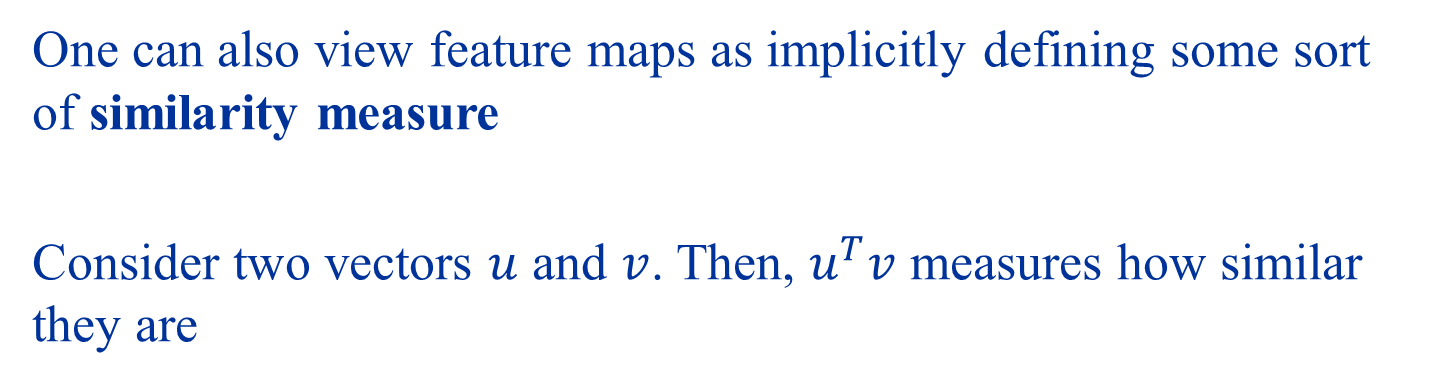 One can also view feature maps as implicitly defining some sort
of similarity measure
Consider two vectors 𝑢 and 𝑣. Then, 𝑢ᵀ𝑣 measures how similar
they are